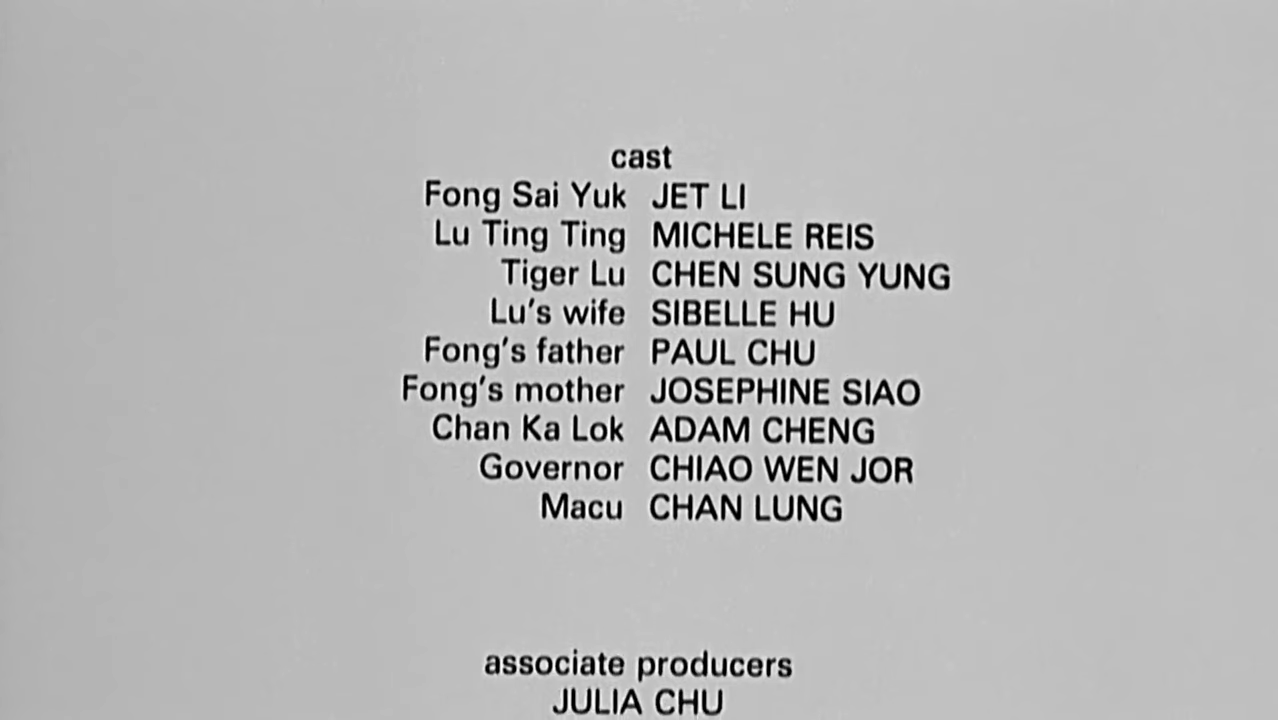 cast
Fong Sai Yuk JET LI
Lu Ting Ting MICHELE REIS
Tiger Lu CHEN SUNG YUNG
Lu's wife SIBELLE HU
Fong's father PAUL CHU
Fong's mother JOSEPHINE SIAO
Chan Ka Lok ADAM CHENG
Governor CHIAO WEN JOR
Macu CHAN LUNG
associate producers
JULIA CHU